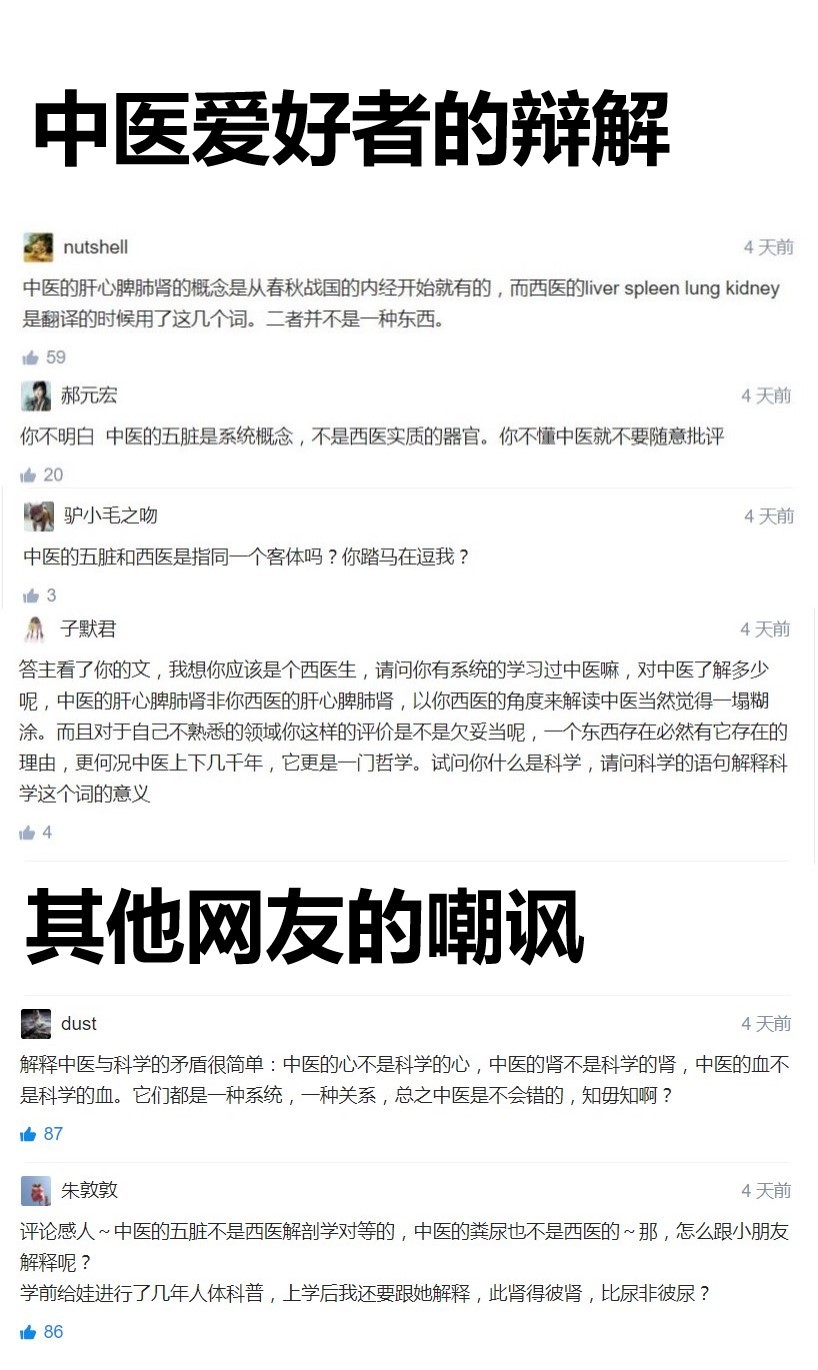 中医爱好者的辩解
nutshell
4 天前
中医的肝心脾肺肾的概念是从春秋战国的内经开始就有的，而西医的liver spleen lung kidney
是翻译的时候用了这几个词。二者并不是一种东西。
59
郝元宏
4 天前
你不明白 中医的五脏是系统概念，不是西医实质的器官。你不懂中医就不要随意批评
20
驴小毛之吻
4 天前
中医的五脏和西医是指同一个客体吗？你踏马在逗我？
3
子默君
4 天前
答主看了你的文，我想你应该是个西医生，请问你有系统的学习过中医嘛，对中医了解多少
呢，中医的肝心脾肺肾非你西医的肝心脾肺肾，以你西医的角度来解读中医当然觉得一塌糊
涂。而且对于自己不熟悉的领域你这样的评价是不是欠妥当呢，一个东西存在必然有它存在的
理由，更何况中医上下几千年，它更是一门哲学。试问你什么是科学，请问科学的语句解释科
学这个词的意义
4
其他网友的嘲讽
dust
4 天前
解释中医与科学的矛盾很简单：中医的心不是科学的心，中医的肾不是科学的肾，中医的血不
是科学的血。它们都是一种系统，一种关系，总之中医是不会错的，知毋知啊？
87
朱敦敦
4 天前
评论感人～中医的五脏不是西医解剖学对等的，中医的粪尿也不是西医的～那，怎么跟小朋友
解释呢？
学前给娃进行了几年人体科普，上学后我还要跟她解释，此肾得彼肾，比尿非彼尿？
86